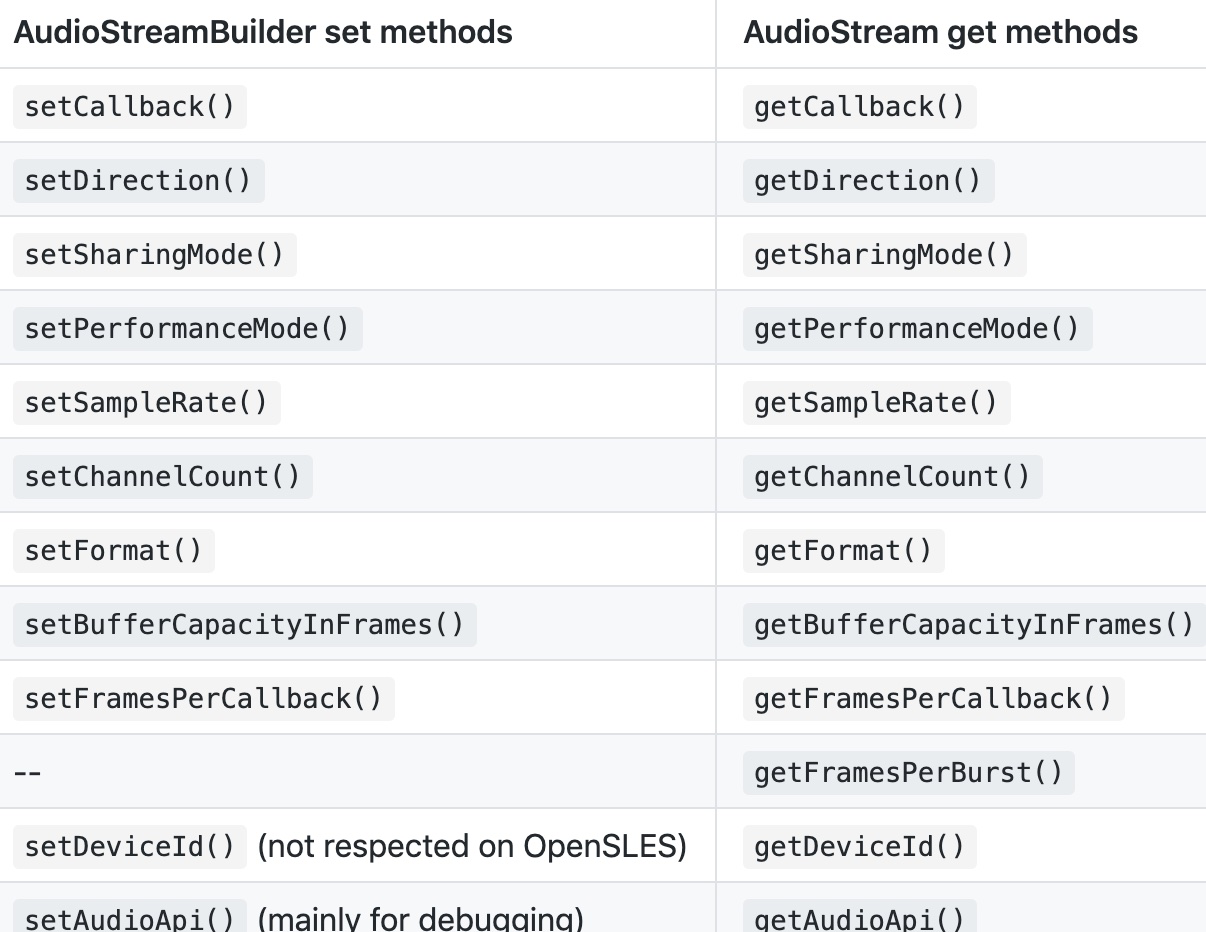 AudioStreamBuilder set methods AudioStream get methods
setCallback() getCallback()
setDirection() getDirection()
setSharingMode() getSharingMode()
setPerformanceMode() getPerformanceMode()
setSampleRate() getSampleRate()
setChannelCount() getChannelCount()
setFormat() getFormat()
setBufferCapacityInFrames() getBufferCapacityInFrames()
setFramesPerCallback() getFramesPerCallback()
-- getFramesPerBurst()
setDeviceId() (not respected on OpenSLES) getDeviceId()
setAudioApi() (mainly for debugging) getAudioApi()